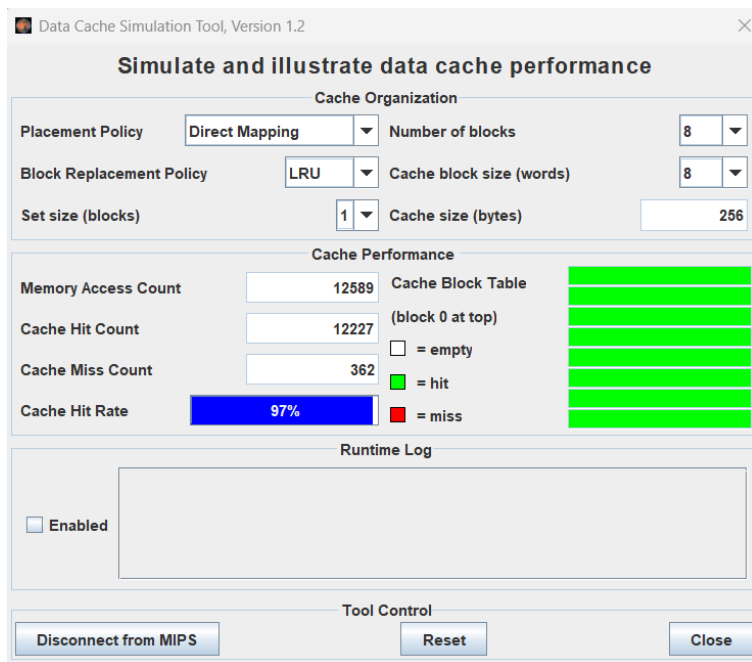 Data Cache Simulation Tool, Version 1.2
Simulate and illustrate data cache performance
Cache Organization
Placement Policy Direct Mapping Number of blocks 8
Block Replacement Policy LRU Cache block size (words) 8
Set size (blocks) 1 Cache size (bytes) 256
Cache Performance
Memory Access Count 12589 Cache Block Table
Cache Hit Count 12227 (block 0 at top)
= empty
Cache Miss Count 362 = hit
Cache Hit Rate 97% = miss
Runtime Log
Enabled
Tool Control
Disconnect from MIPS Reset Close